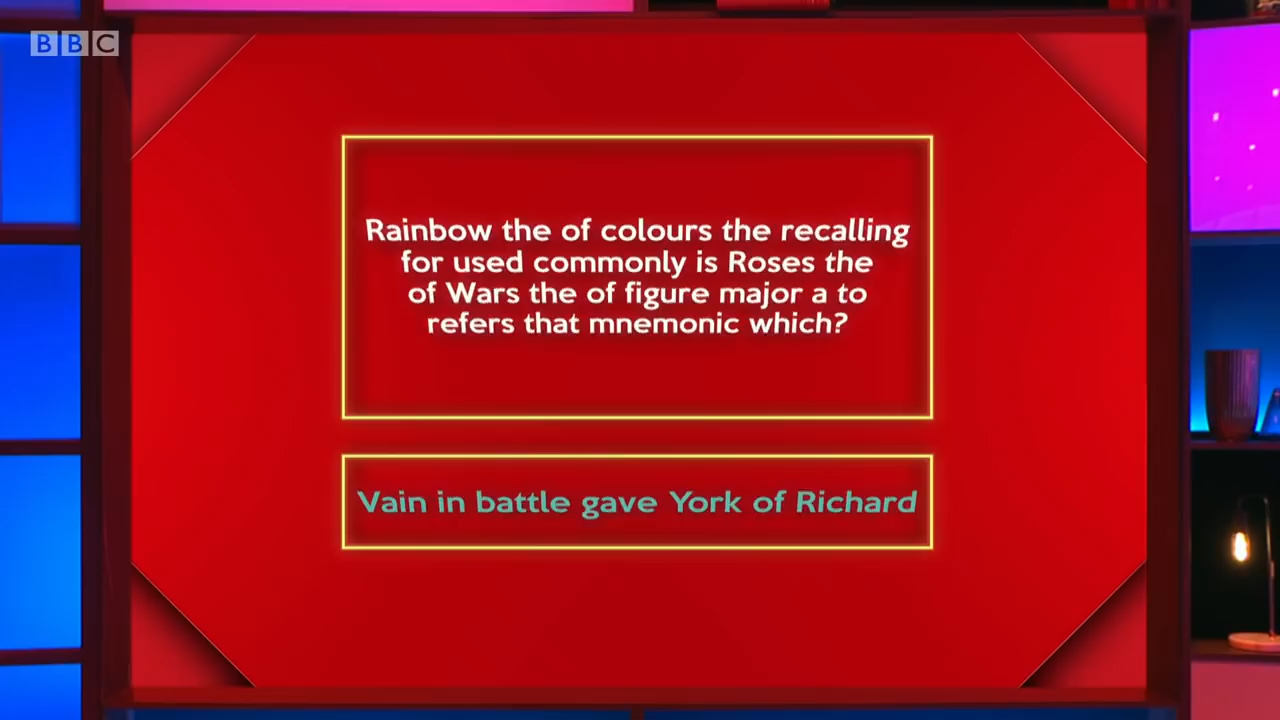 BBC
Rainbow the of colours the recalling
for used commonly is Roses the
of Wars the of figure major a to
refers that mnemonic which?
Vain in battle gave York of Richard